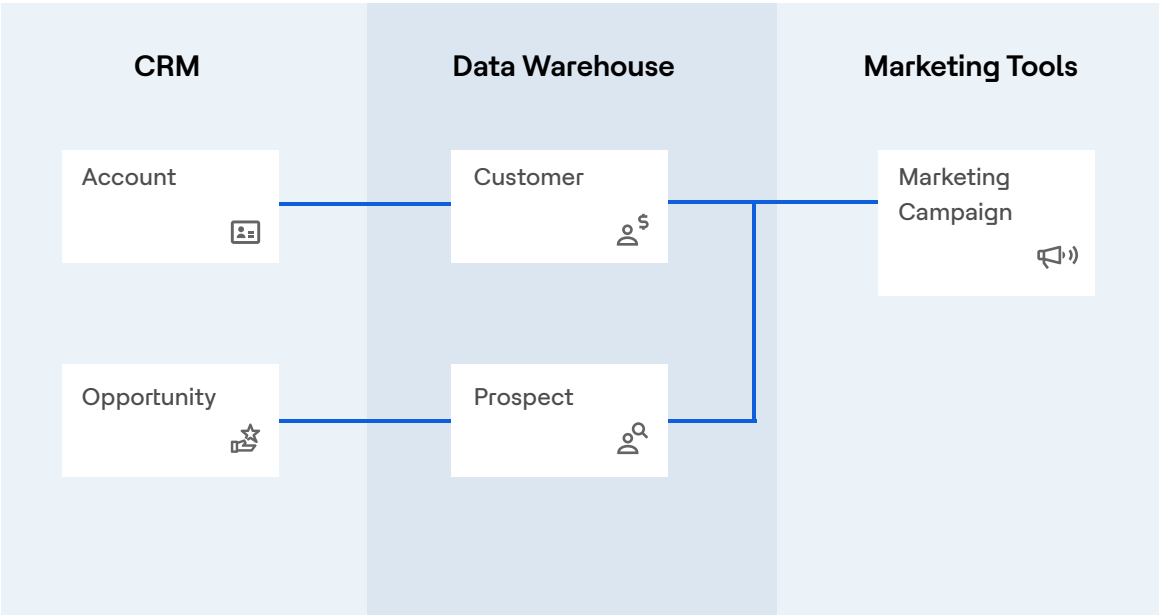 CRM
Data Warehouse
Marketing Tools
Account
Customer
Marketing
Campaign
Opportunity
Prospect